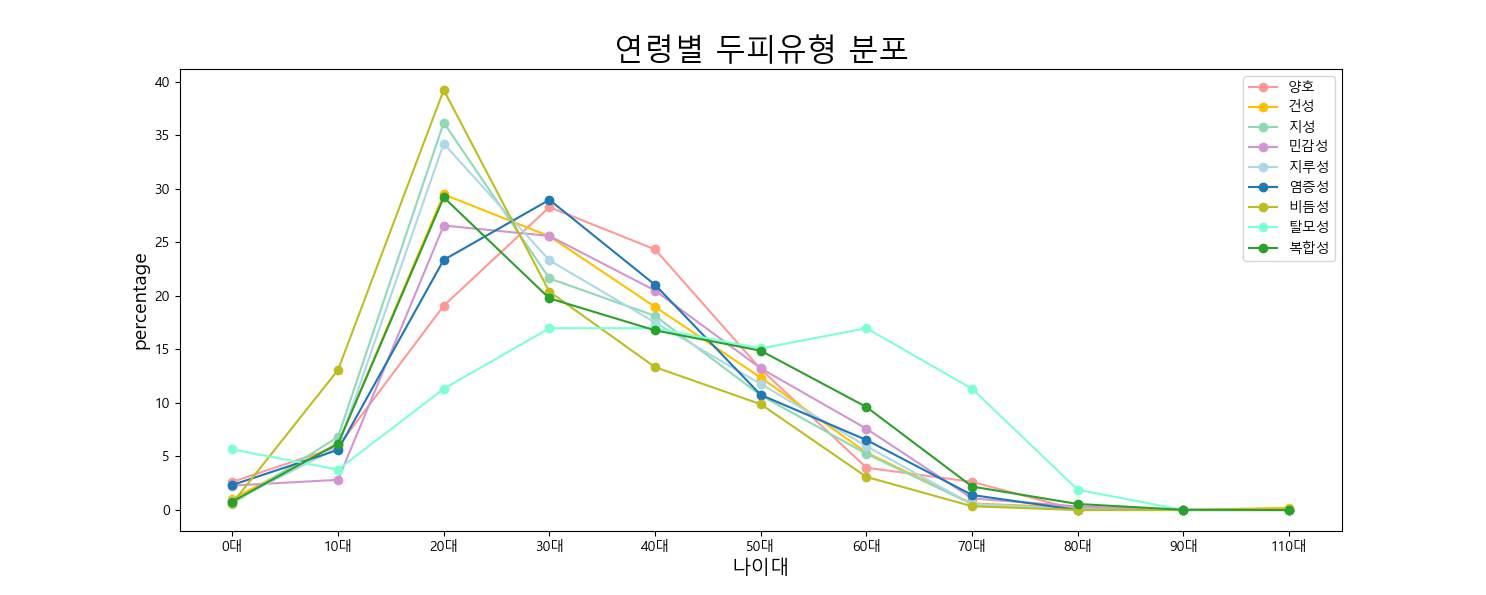 연령별 두피유형 분포
percentage
40
35
30
25
20
15
10
5
0
0대 10대 20대 30대 40대 50대 60대 70대 80대 90대 110대
나이대
양호
건성
지성
민감성
지루성
염증성
비듬성
탈모성
복합성